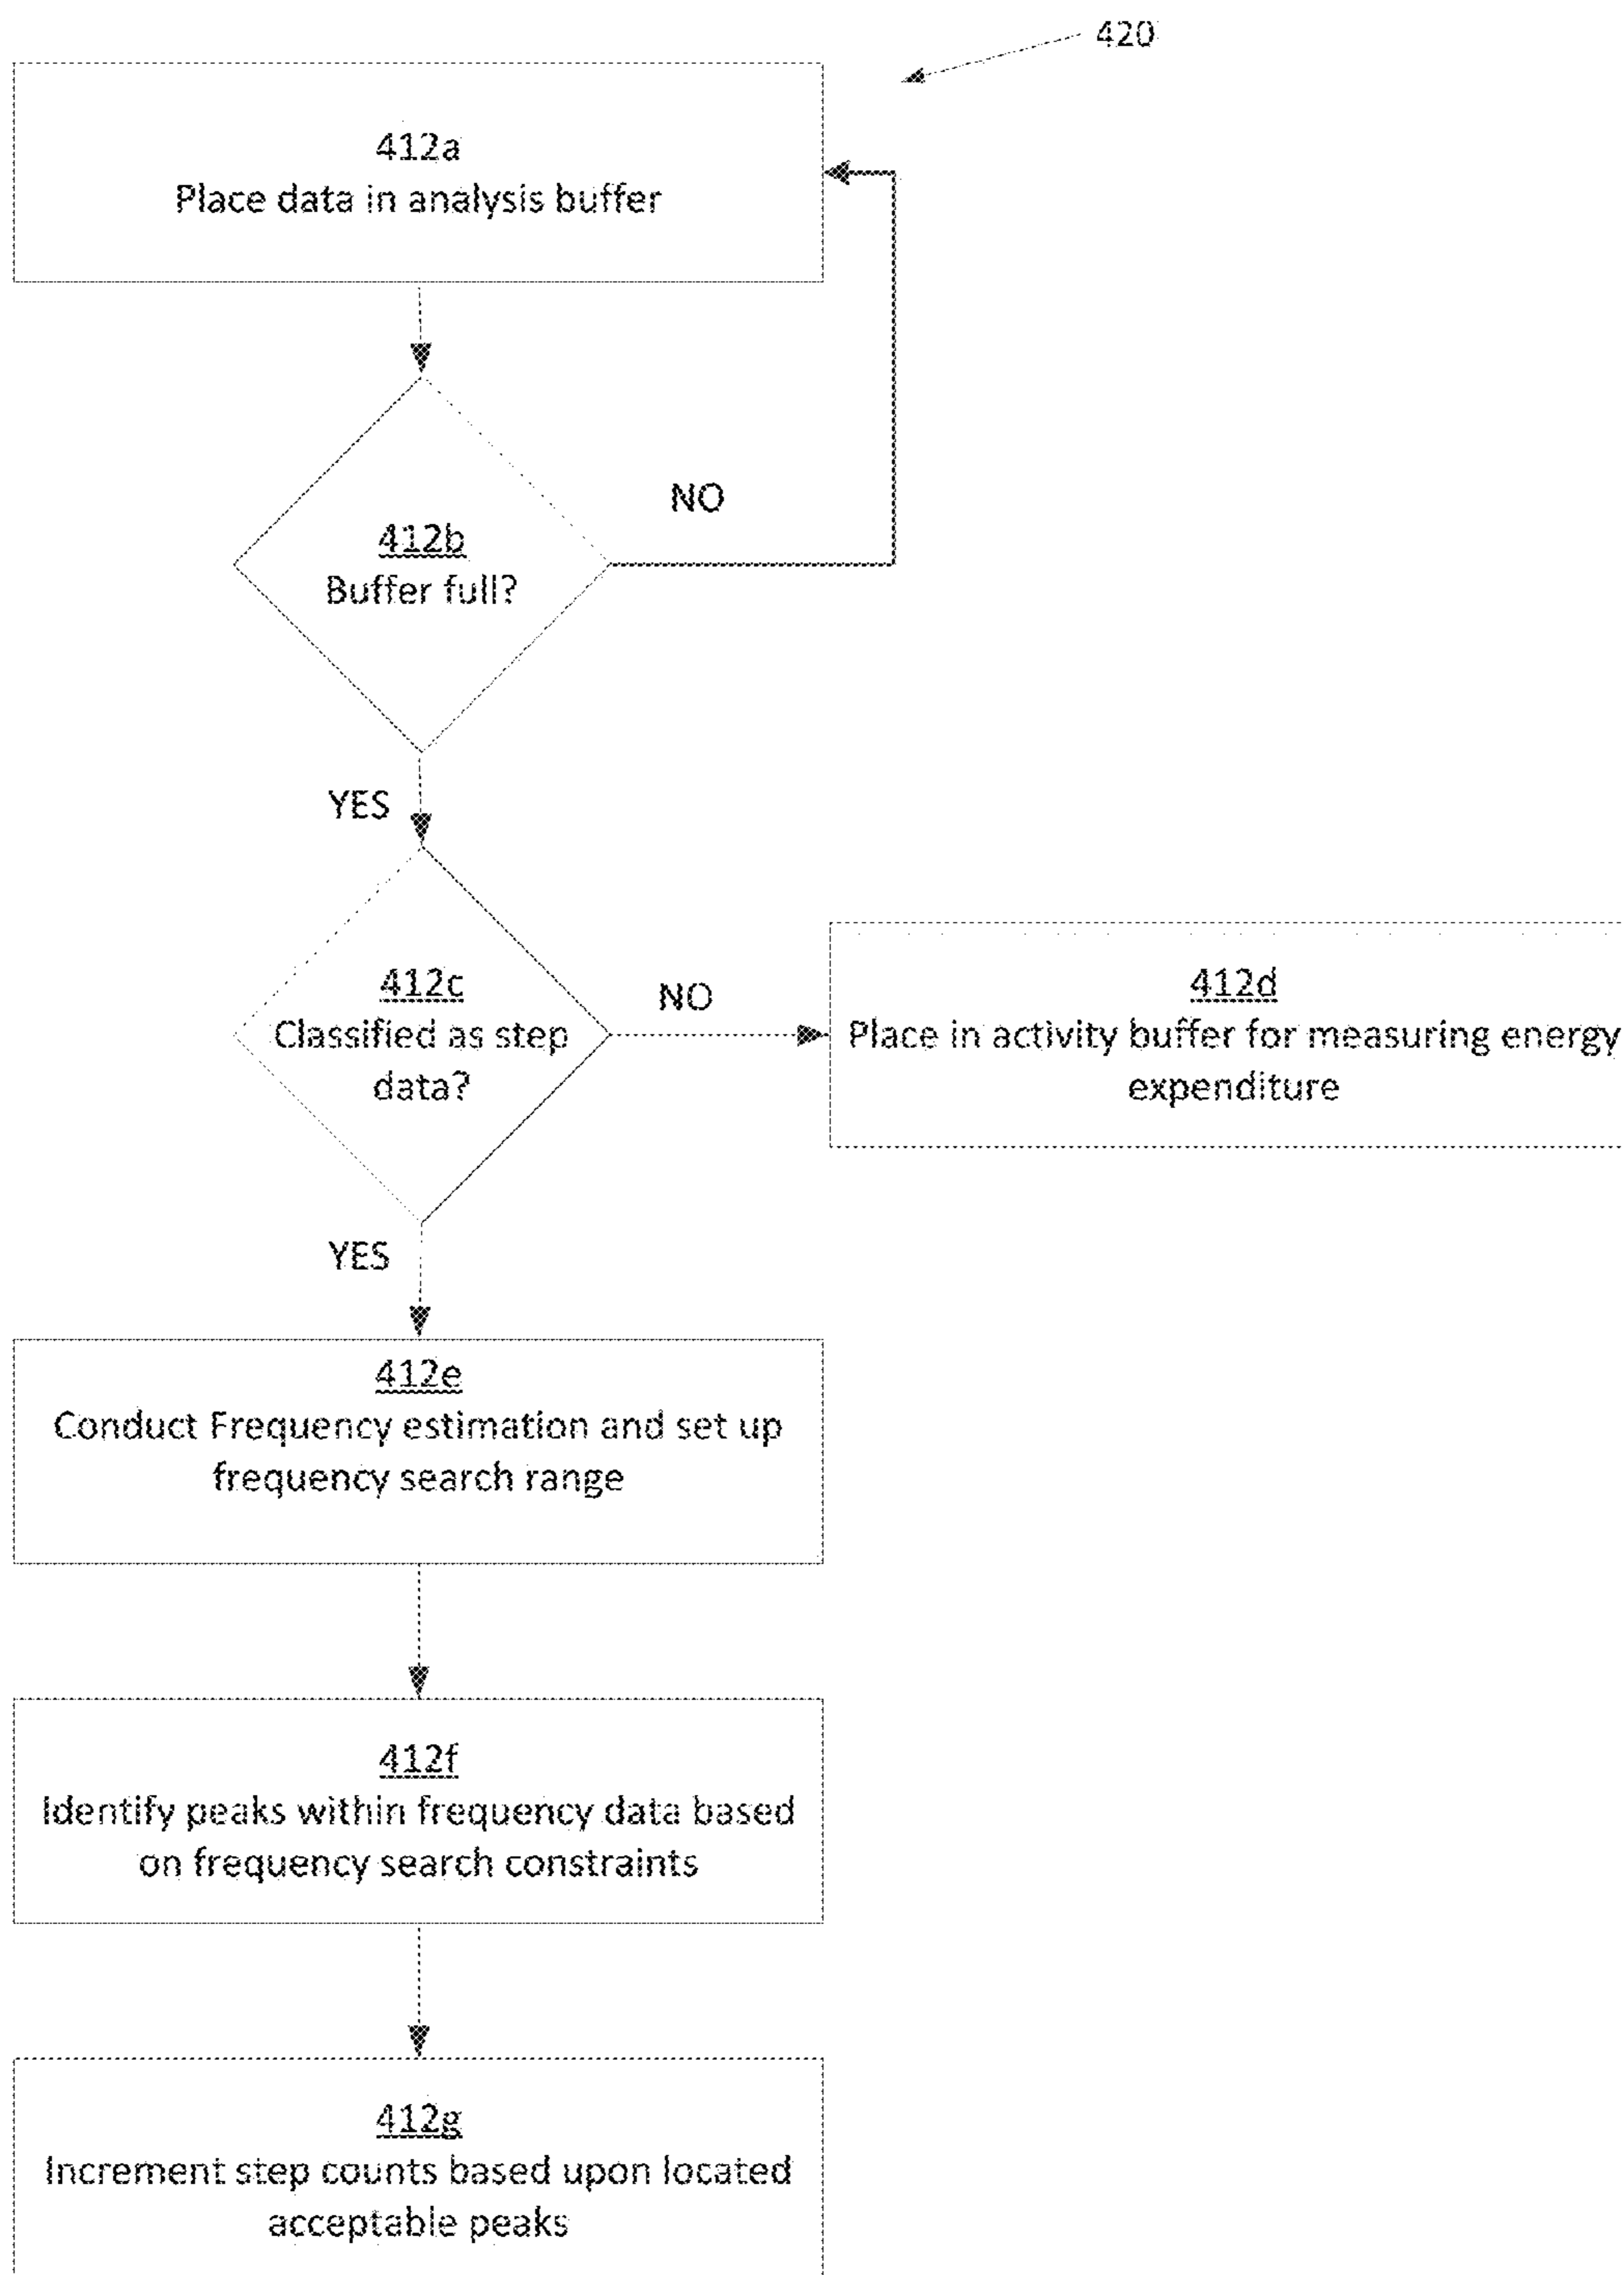 420
412a
Place data in analysis buffer
NO
412b
Buffer full?
YES
412c
Classified as step
data?
NO
412d
Place in activity buffer for measuring energy
expenditure
YES
412e
Conduct Frequency estimation and set up
frequency search range
412f
Identify peaks within frequency data based
on frequency search constraints
412g
Increment step counts based upon located
acceptable peaks